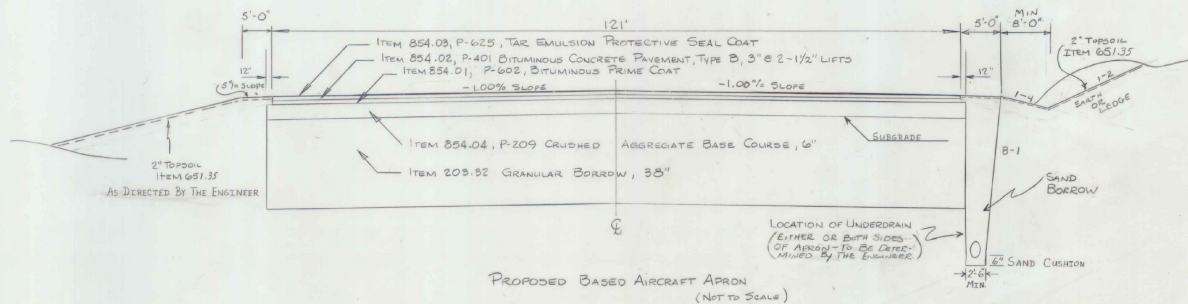 5'-0"
121'
5'-0"
MIN
8'-0"
ITEM 854.03, P-625, TAR EMULSION PROTECTIVE SEAL COAT
ITEM 854.02, P-401 BITUMINOUS CONCRETE PAVEMENT, TYPE B, 3" @ 2-1/2" LIFTS
ITEM 854.01, P-602, BITUMINOUS PRIME COAT
2" TOPSOIL
ITEM 651.35
12"
12"
5% SLOPE
-1.00% SLOPE
-1.00% SLOPE
1-4
1-2
EARTH
OR
LEDGE
SUBGRADE
ITEM 854.04, P-209 CRUSHED AGGREGATE BASE COURSE, 6"
8-1
2" TOPSOIL
ITEM 651.35
AS DIRECTED BY THE ENGINEER
ITEM 203.32 GRANULAR BORROW, 38"
SAND
BORROW
℄
LOCATION OF UNDERDRAIN
(EITHER OR BOTH SIDES
OF APRON-TO BE DETER-
MINED BY THE ENGINEER)
6" SAND CUSHION
2'-6"
MIN.
PROPOSED BASED AIRCRAFT APRON
(NOT TO SCALE)